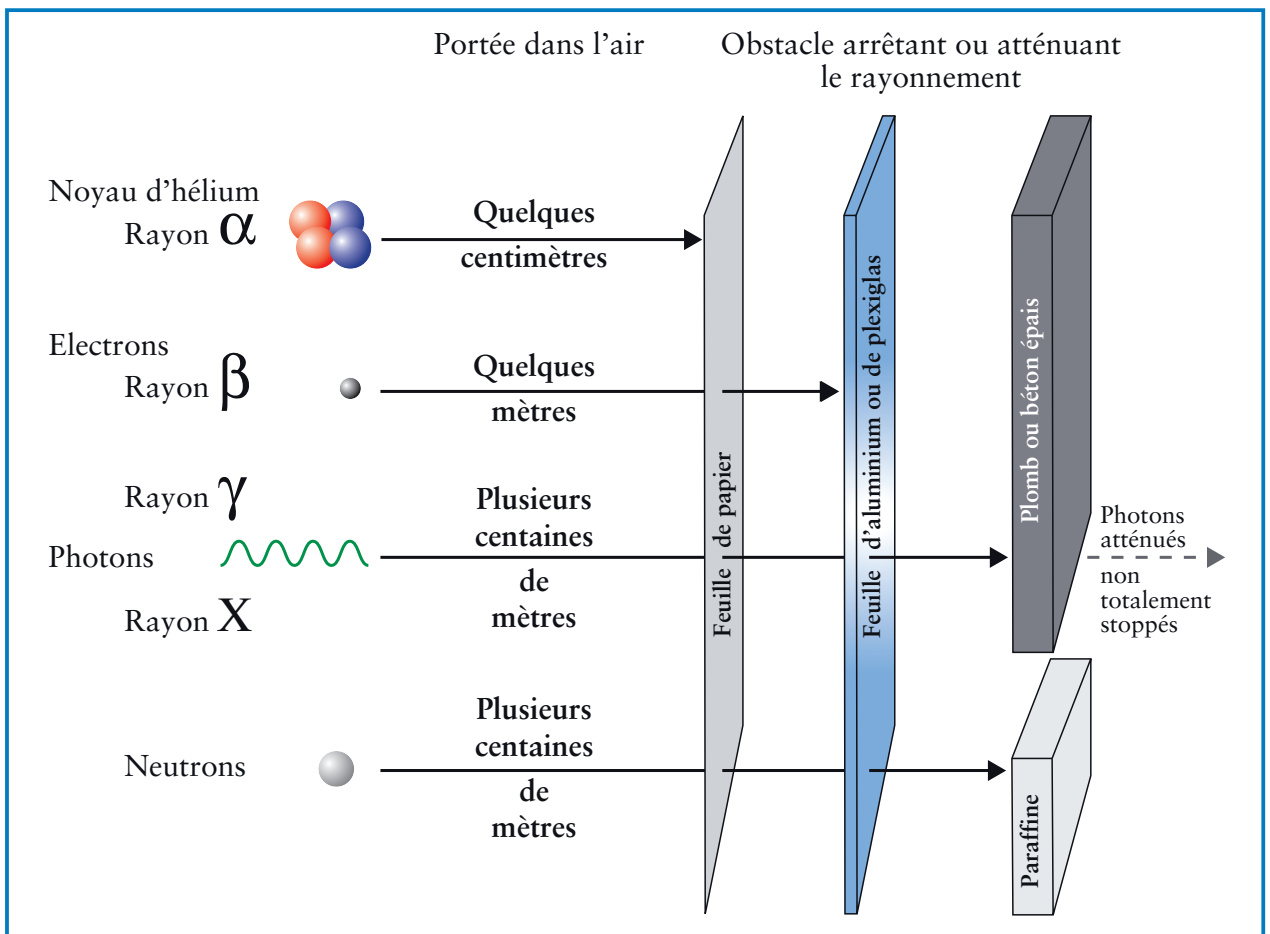 Portée dans l'air
Obstacle arrêtant ou atténuant
le rayonnement
Noyau d'hélium
Rayon α
Quelques
centimètres
Electrons
Rayon β
Quelques
mètres
Rayon γ
Photons
Rayon X
Plusieurs
centaines
de
mètres
Neutrons
Plusieurs
centaines
de
mètres
Feuille de papier
Feuille d'aluminium ou de plexiglas
Plomb ou béton épais
Photons
atténués
non
totalement
stoppés
Paraffine